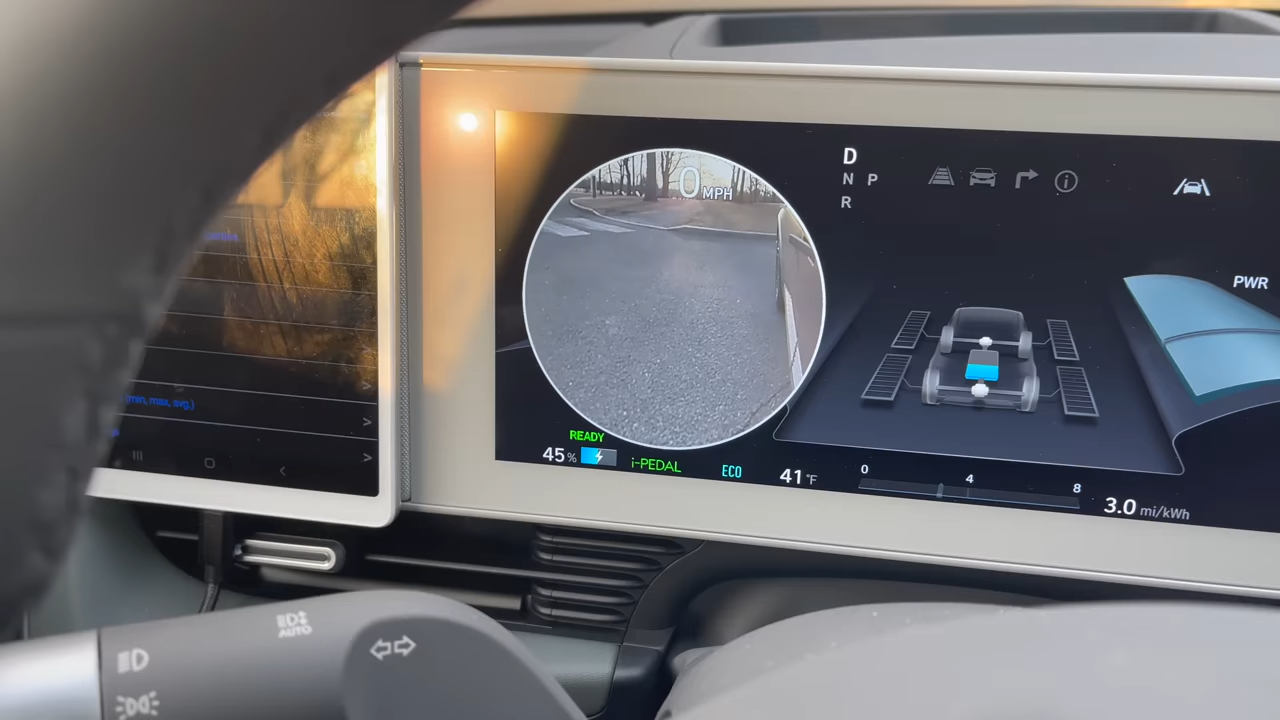 0 MPH
D
N P
R
PWR
min, max, avg.)
READY
45%
i-PEDAL
ECO
41°F
0 4 8
3.0 mi/kWh
AUTO